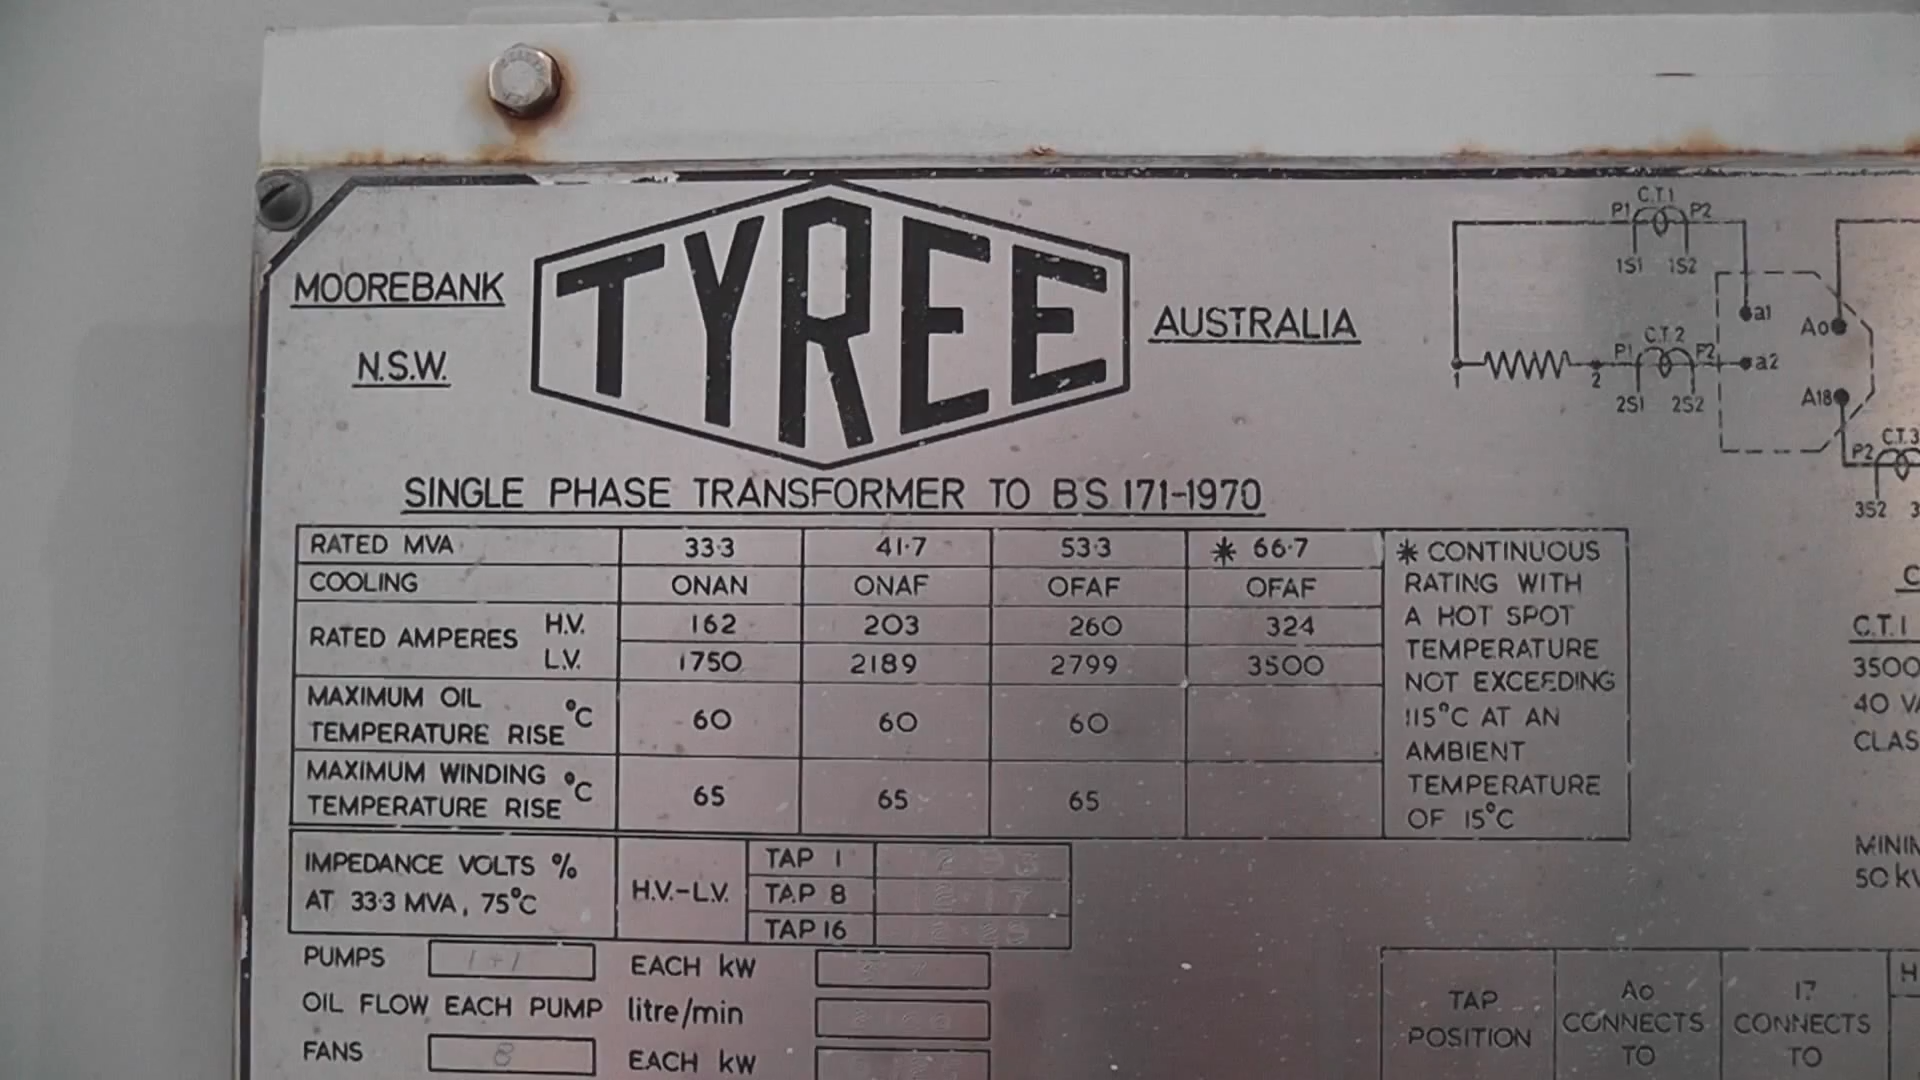 TYREE
MOOREBANK
N.S.W.
AUSTRALIA
SINGLE PHASE TRANSFORMER TO B.S. 171-1970
RATED MVA 33·3 41·7 53·3 * 66·7
COOLING ONAN ONAF OFAF OFAF
RATED AMPERES H.V. 162 203 260 324
L.V. 1750 2189 2799 3500
MAXIMUM OIL
TEMPERATURE RISE °C 60 60 60
MAXIMUM WINDING
TEMPERATURE RISE °C 65 65 65
* CONTINUOUS
RATING WITH
A HOT SPOT
TEMPERATURE
NOT EXCEEDING
115°C AT AN
AMBIENT
TEMPERATURE
OF 15°C
IMPEDANCE VOLTS %
AT 33·3 MVA, 75°C
H.V.-L.V.
TAP 1
TAP 8
TAP 16
PUMPS 1+1 EACH kW
OIL FLOW EACH PUMP litre/min
FANS 8 EACH kW
C.T.1
P1 P2
1S1 1S2
a1
Ao
C.T.2
P1 P2
a2
1 2
2S1 2S2
A18
C.T.3
P2
3S2
C.T.1
3500
40
CLAS
50
TAP
POSITION
Ao
CONNECTS
TO
17
CONNECTS
TO
H